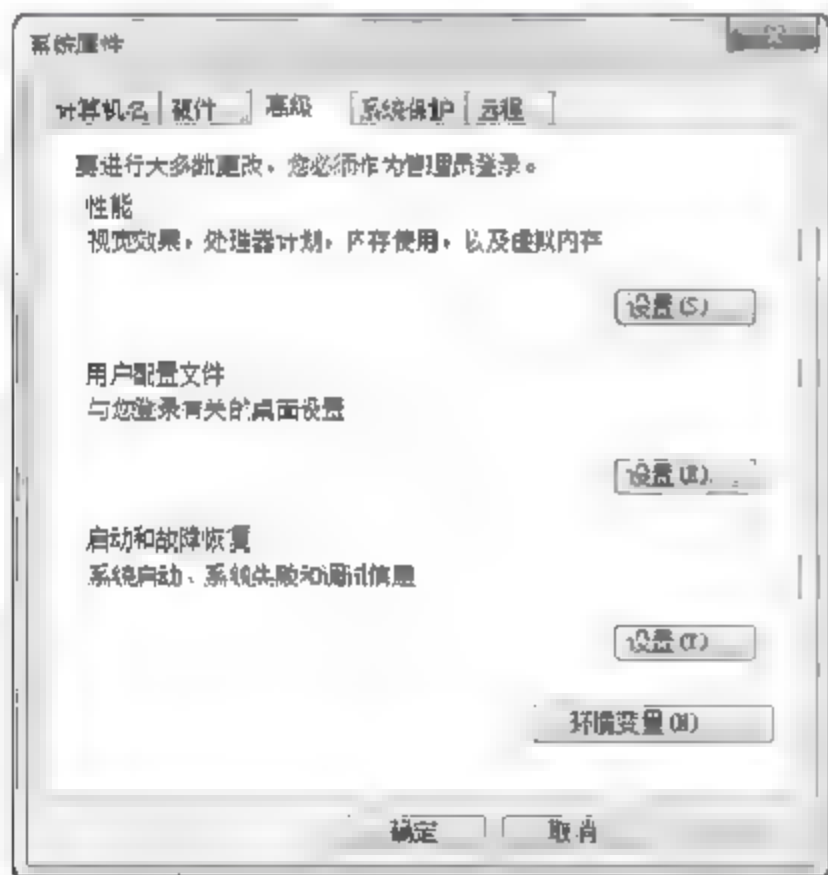 系统属性
计算机名 硬件 高级 系统保护 远程
要进行大多数更改，您必须作为管理员登录。
性能
视觉效果，处理器计划，内存使用，以及虚拟内存
设置(S)
用户配置文件
与您登录有关的桌面设置
设置(E)
启动和故障恢复
系统启动、系统失败和调试信息
设置(T)
环境变量(N)
确定 取消